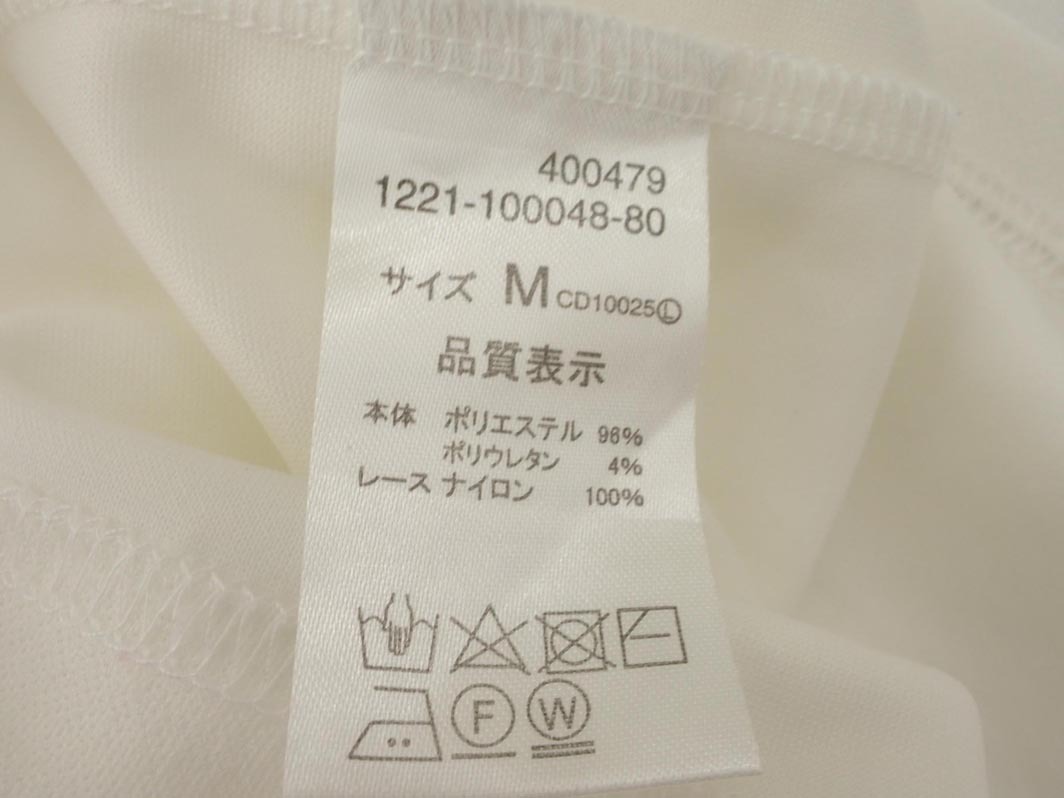 400479
1221-100048-80
サイズ M CD10025Ⓛ
品質表示
本体 ポリエステル 96%
ポリウレタン 4%
レース ナイロン 100%
F W